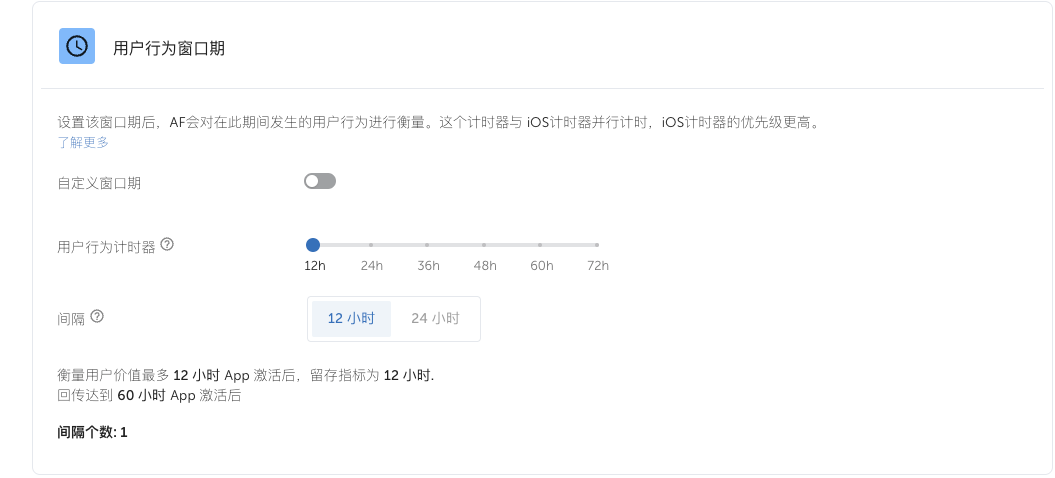 用户行为窗口期
设置该窗口期后，AF会对在此期间发生的用户行为进行衡量。这个计时器与 iOS计时器并行计时，iOS计时器的优先级更高。
了解更多
自定义窗口期
用户行为计时器 ?
12h 24h 36h 48h 60h 72h
间隔 ?
12 小时 24 小时
衡量用户价值最多 12 小时 App 激活后，留存指标为 12 小时.
回传达到 60 小时 App 激活后
间隔个数: 1